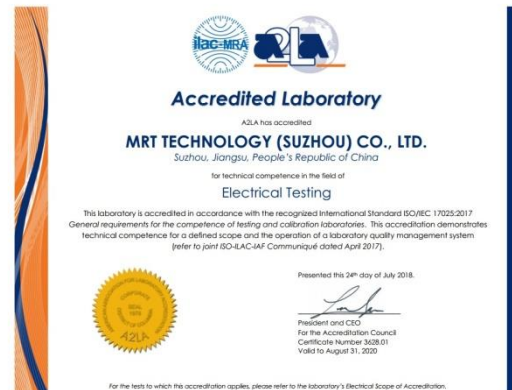 ilac-MRA
A2LA
Accredited Laboratory
A2LA has accredited
MRT TECHNOLOGY (SUZHOU) CO., LTD.
Suzhou, Jiangsu, People's Republic of China
for technical competence in the field of
Electrical Testing
This laboratory is accredited in accordance with the recognized International Standard ISO/IEC 17025:2017
General requirements for the competence of testing and calibration laboratories. This accreditation demonstrates
technical competence for a defined scope and the operation of a laboratory quality management system
(refer to joint ISO-ILAC-IAF Communiqué dated April 2017).
Presented this 24th day of July 2018.
President and CEO
For the Accreditation Council
Certificate Number 3628.01
Valid to August 31, 2020
CORPORATE
SEAL
1978
A2LA
For the tests to which this accreditation applies, please refer to the laboratory's Electrical Scope of Accreditation.